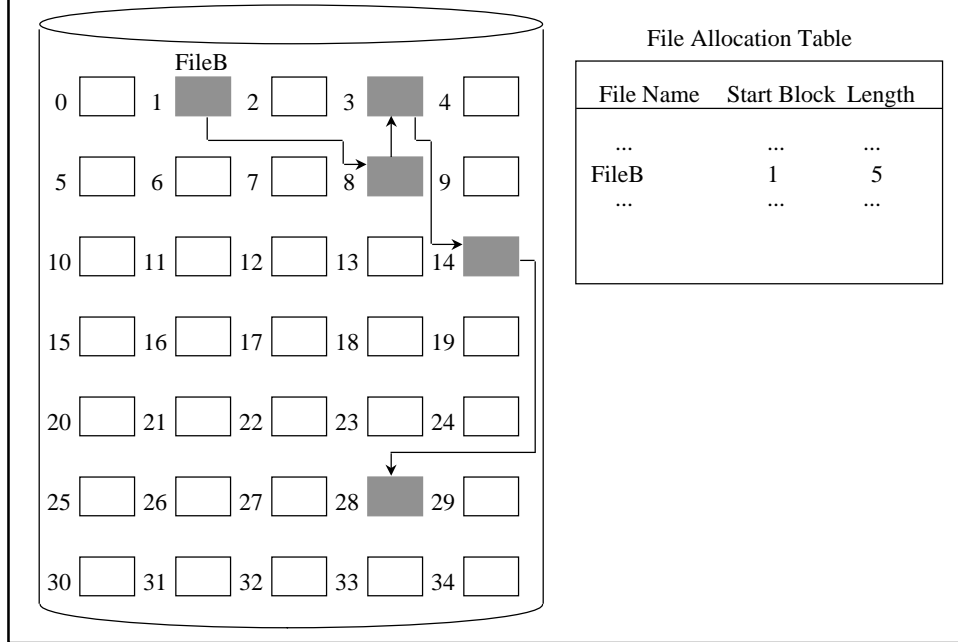 File Allocation Table
FileB
0 1 2 3 4
File Name Start Block Length
... ... ...
FileB 1 5
... ... ...
5 6 7 8 9
10 11 12 13 14
15 16 17 18 19
20 21 22 23 24
25 26 27 28 29
30 31 32 33 34